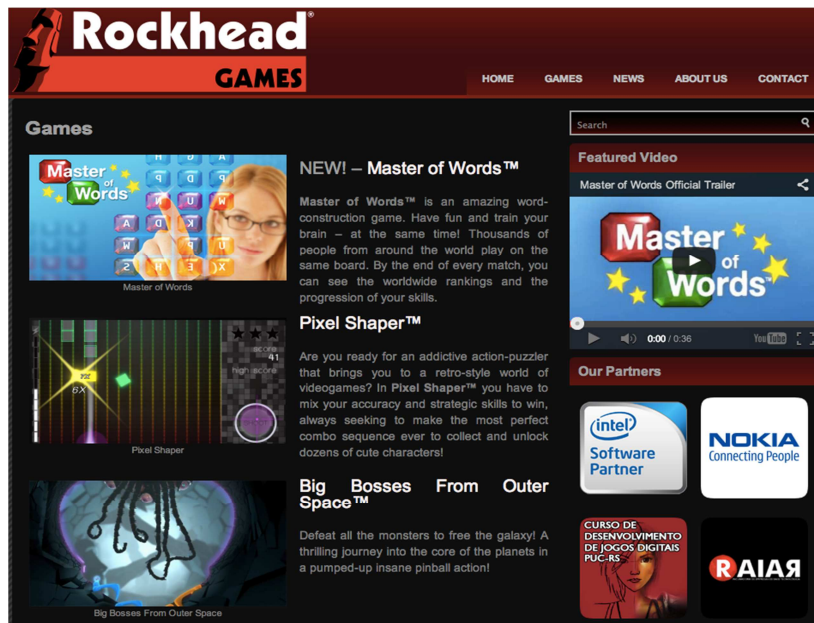 Rockhead®
GAMES
HOME GAMES NEWS ABOUT US CONTACT
Games
Search
Master
of
Words
NEW! – Master of Words™
Master of Words™ is an amazing word-
construction game. Have fun and train your
brain – at the same time! Thousands of
people from around the world play on the
same board. By the end of every match, you
can see the worldwide rankings and the
progression of your skills.
Master of Words
Pixel Shaper™
score
41
high score
6X
Are you ready for an addictive action-puzzler
that brings you to a retro-style world of
videogames? In Pixel Shaper™ you have to
mix your accuracy and strategic skills to win,
always seeking to make the most perfect
combo sequence ever to collect and unlock
dozens of cute characters!
Pixel Shaper
Big Bosses From Outer
Space™
Defeat all the monsters to free the galaxy! A
thrilling journey into the core of the planets in
a pumped-up insane pinball action!
Big Bosses From Outer Space
Featured Video
Master of Words Official Trailer
Master
of
Words
0:00 / 0:36
YouTube
Our Partners
intel
Software
Partner
NOKIA
Connecting People
CURSO DE
DESENVOLVIMENTO
DE JOGOS DIGITAIS
PUC-RS
RAIAR